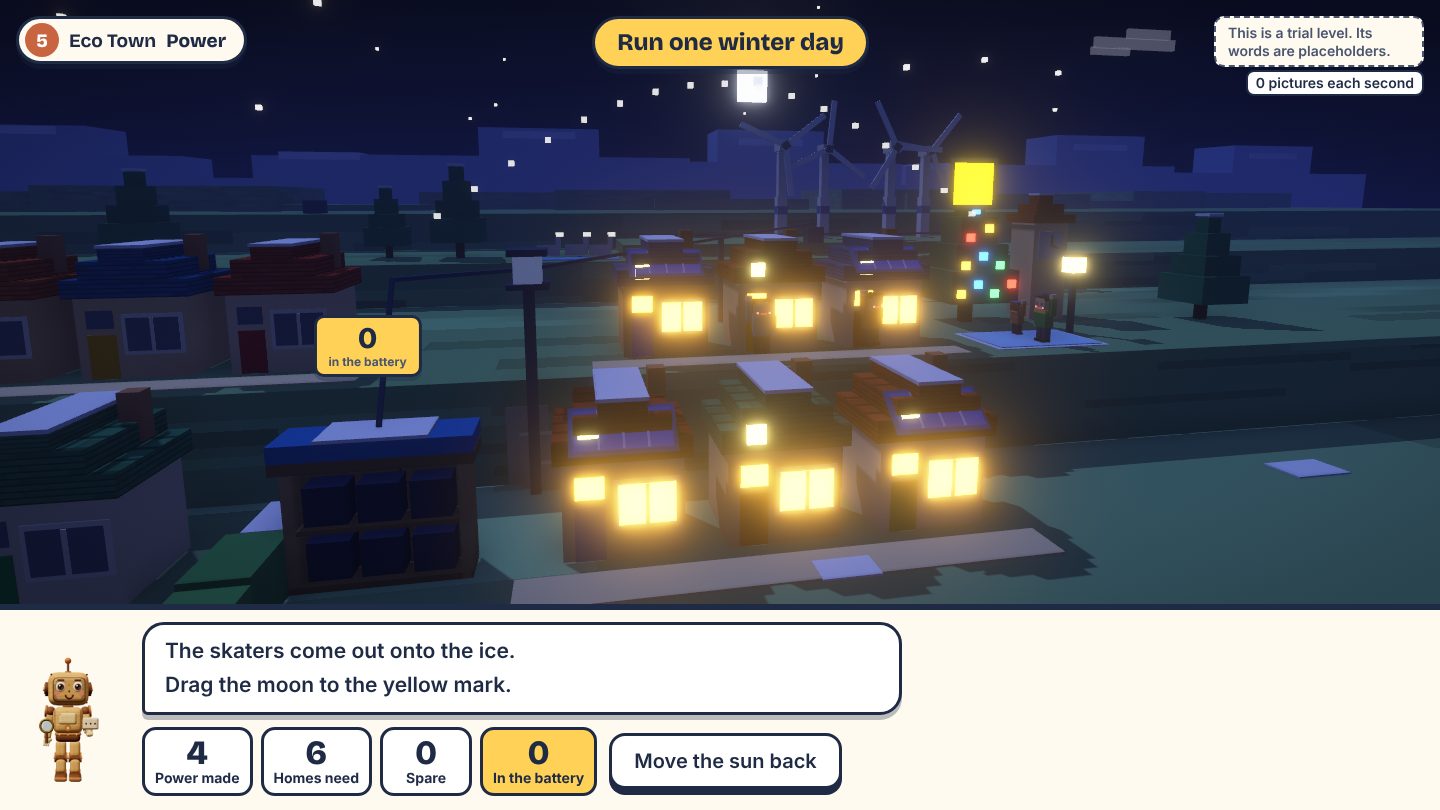 5 Eco Town Power
Run one winter day
This is a trial level. Its
words are placeholders.
0 pictures each second
0
in the battery
The skaters come out onto the ice.
Drag the moon to the yellow mark.
4
Power made
6
Homes need
0
Spare
0
In the battery
Move the sun back